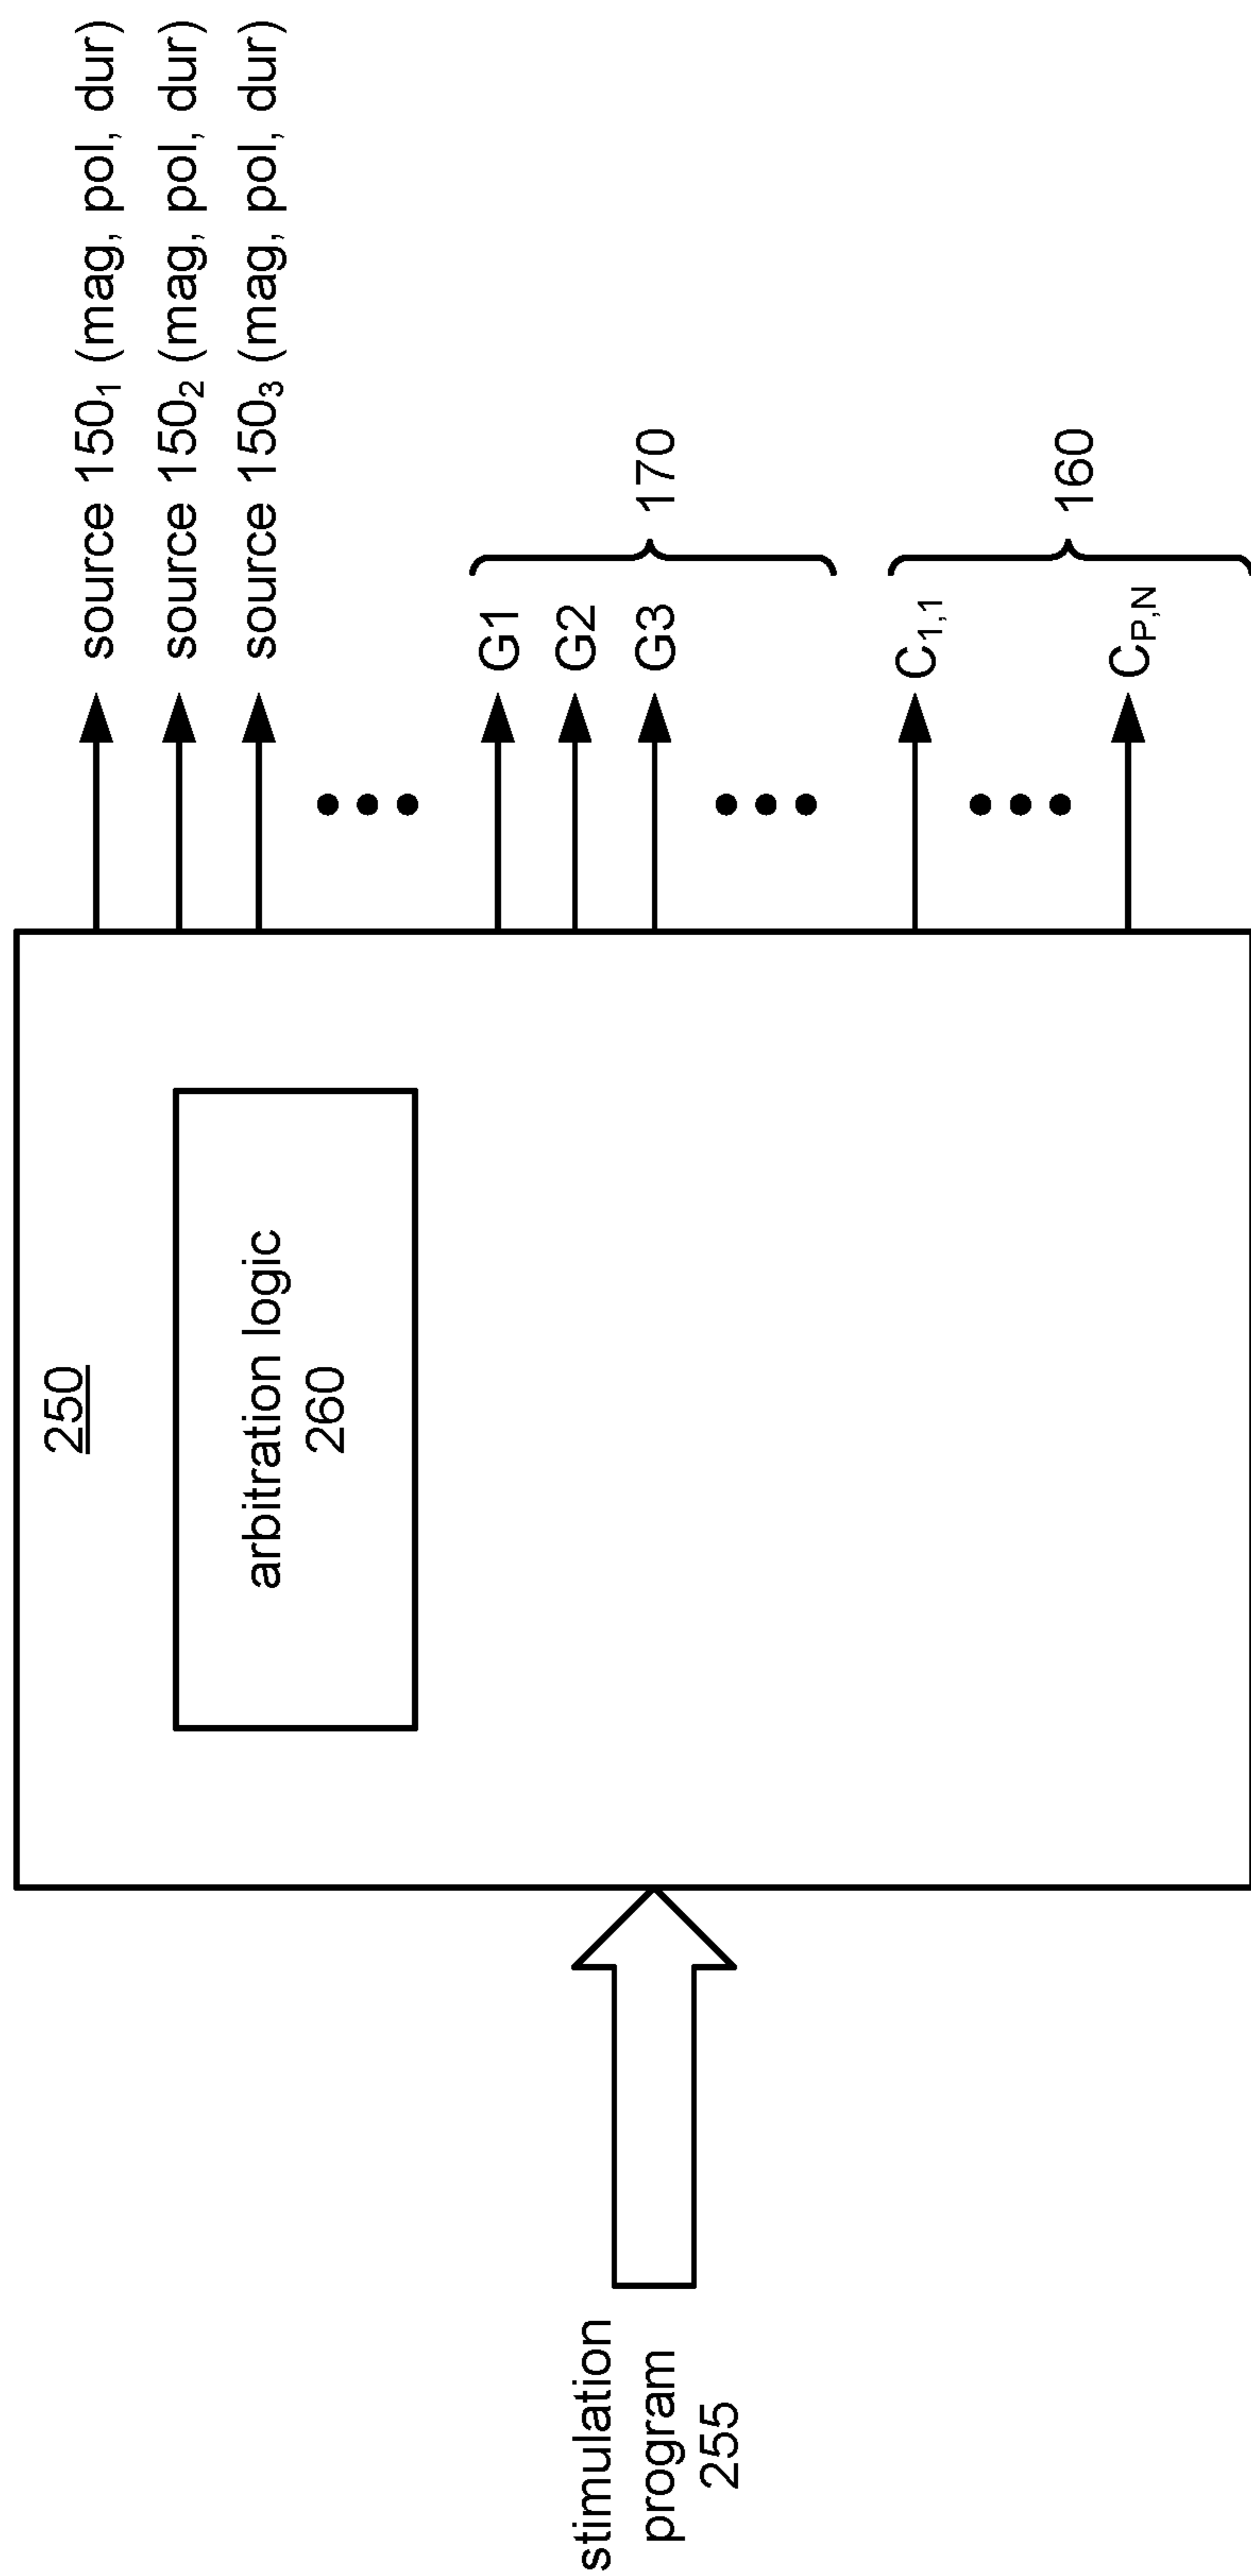 250
arbitration logic
260
stimulation
program
255
source 150₁ (mag, pol, dur)
source 150₂ (mag, pol, dur)
source 150₃ (mag, pol, dur)
G1
G2
G3
170
C₁,₁
C_P,N
160